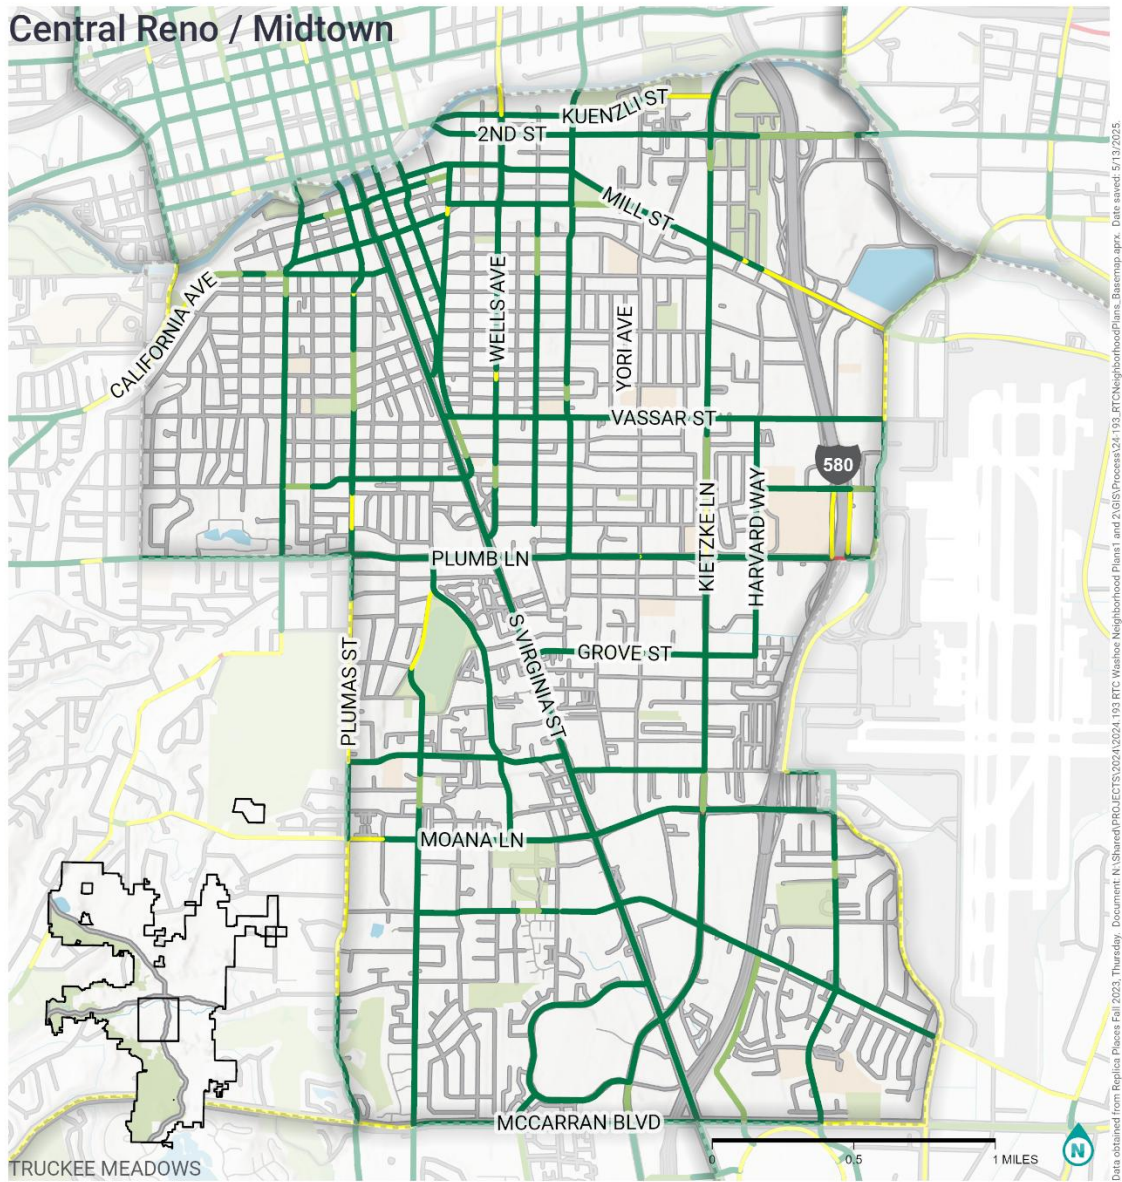 Central Reno / Midtown
KUENZLI ST
2ND ST
MILL ST
CALIFORNIA AVE
WELLS AVE
YORI AVE
VASSAR ST
580
KIETZKE LN
HARVARD WAY
PLUMB LN
S VIRGINIA ST
GROVE ST
PLUMAS ST
MOANA LN
MCCARRAN BLVD
0 0.5 1 MILES
N
TRUCKEE MEADOWS
Data obtained from Replica Places Fall 2023, Thursday. Document: N:\Shared\PROJECTS\2024\2024.193 RTC Washoe Neighborhood Plans1 and 2\GIS\Process\24-193_RTCNeighborhoodPlans_Basemap.aprx. Date saved: 5/13/2025.